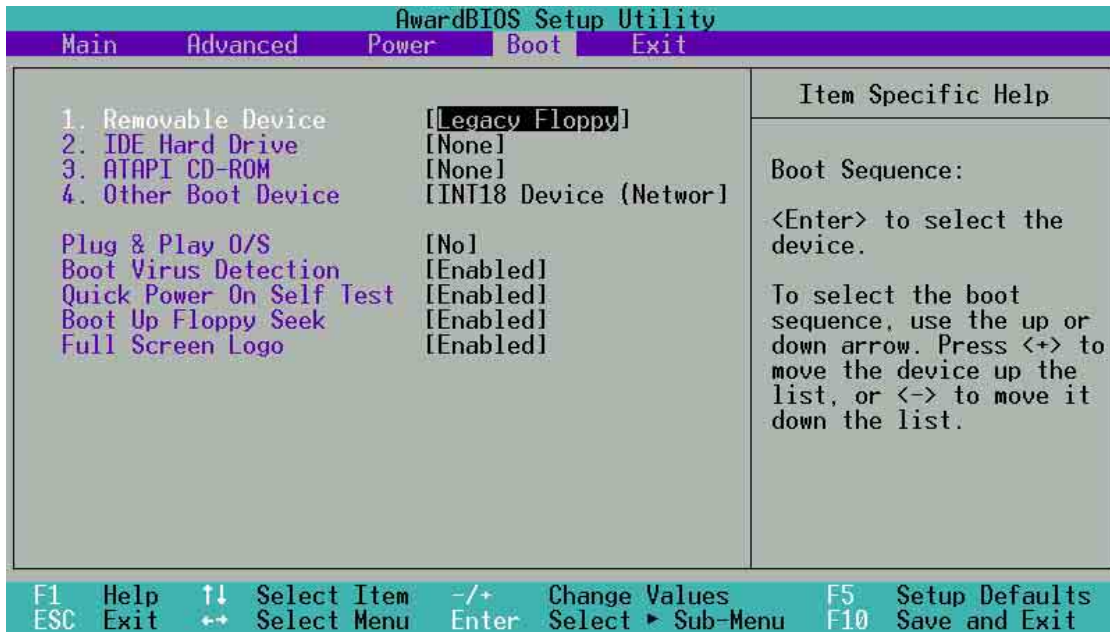 AwardBIOS Setup Utility
Main Advanced Power Boot Exit
1. Removable Device [Legacy Floppy]
2. IDE Hard Drive [None]
3. ATAPI CD-ROM [None]
4. Other Boot Device [INT18 Device (Networ]
Plug & Play O/S [No]
Boot Virus Detection [Enabled]
Quick Power On Self Test [Enabled]
Boot Up Floppy Seek [Enabled]
Full Screen Logo [Enabled]
Item Specific Help
Boot Sequence:
<Enter> to select the
device.
To select the boot
sequence, use the up or
down arrow. Press <+> to
move the device up the
list, or <-> to move it
down the list.
F1 Help ↑↓ Select Item -/+ Change Values F5 Setup Defaults
ESC Exit ←→ Select Menu Enter Select ► Sub-Menu F10 Save and Exit